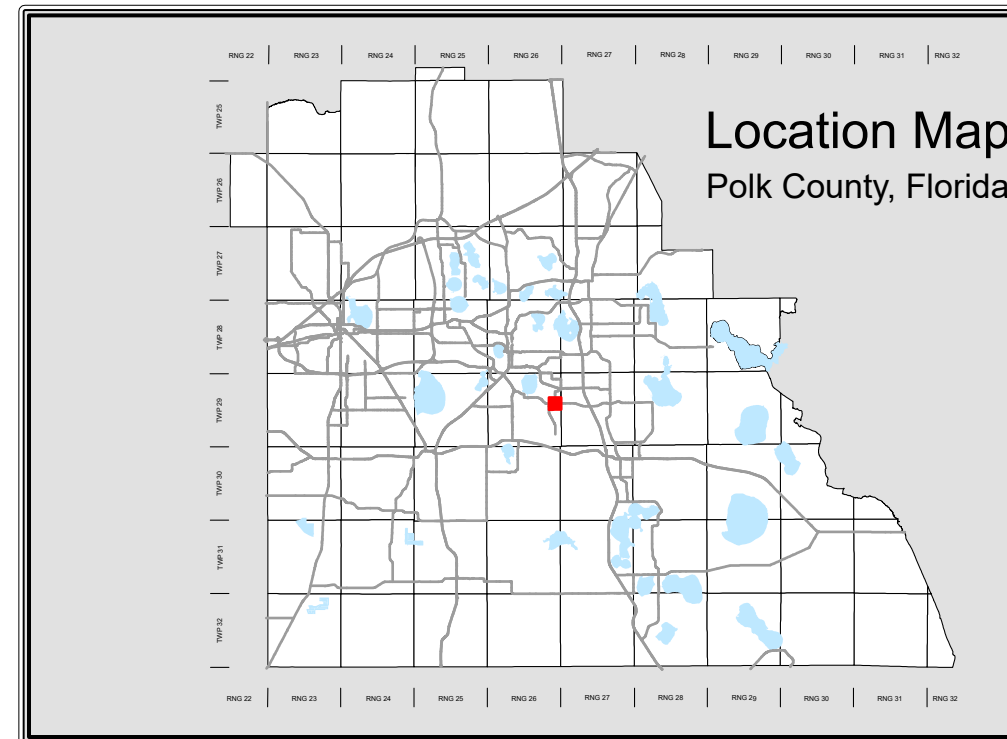 RNG 22 RNG 23 RNG 24 RNG 25 RNG 26 RNG 27 RNG 28 RNG 29 RNG 30 RNG 31 RNG 32
Location Map
Polk County, Florida
TWP 25
TWP 26
TWP 27
TWP 28
TWP 29
TWP 30
TWP 31
TWP 32
RNG 22 RNG 23 RNG 24 RNG 25 RNG 26 RNG 27 RNG 28 RNG 29 RNG 30 RNG 31 RNG 32